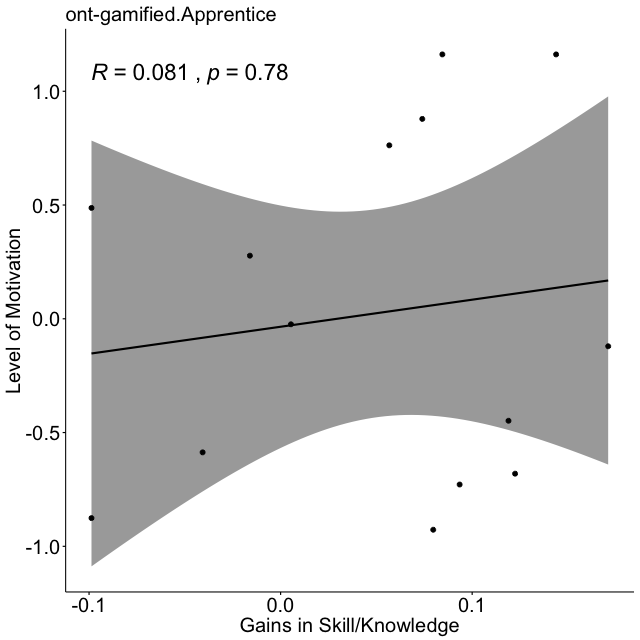 ont-gamified.Apprentice
R = 0.081 , p = 0.78
1.0
0.5
0.0
-0.5
-1.0
Level of Motivation
-0.1
0.0
0.1
Gains in Skill/Knowledge